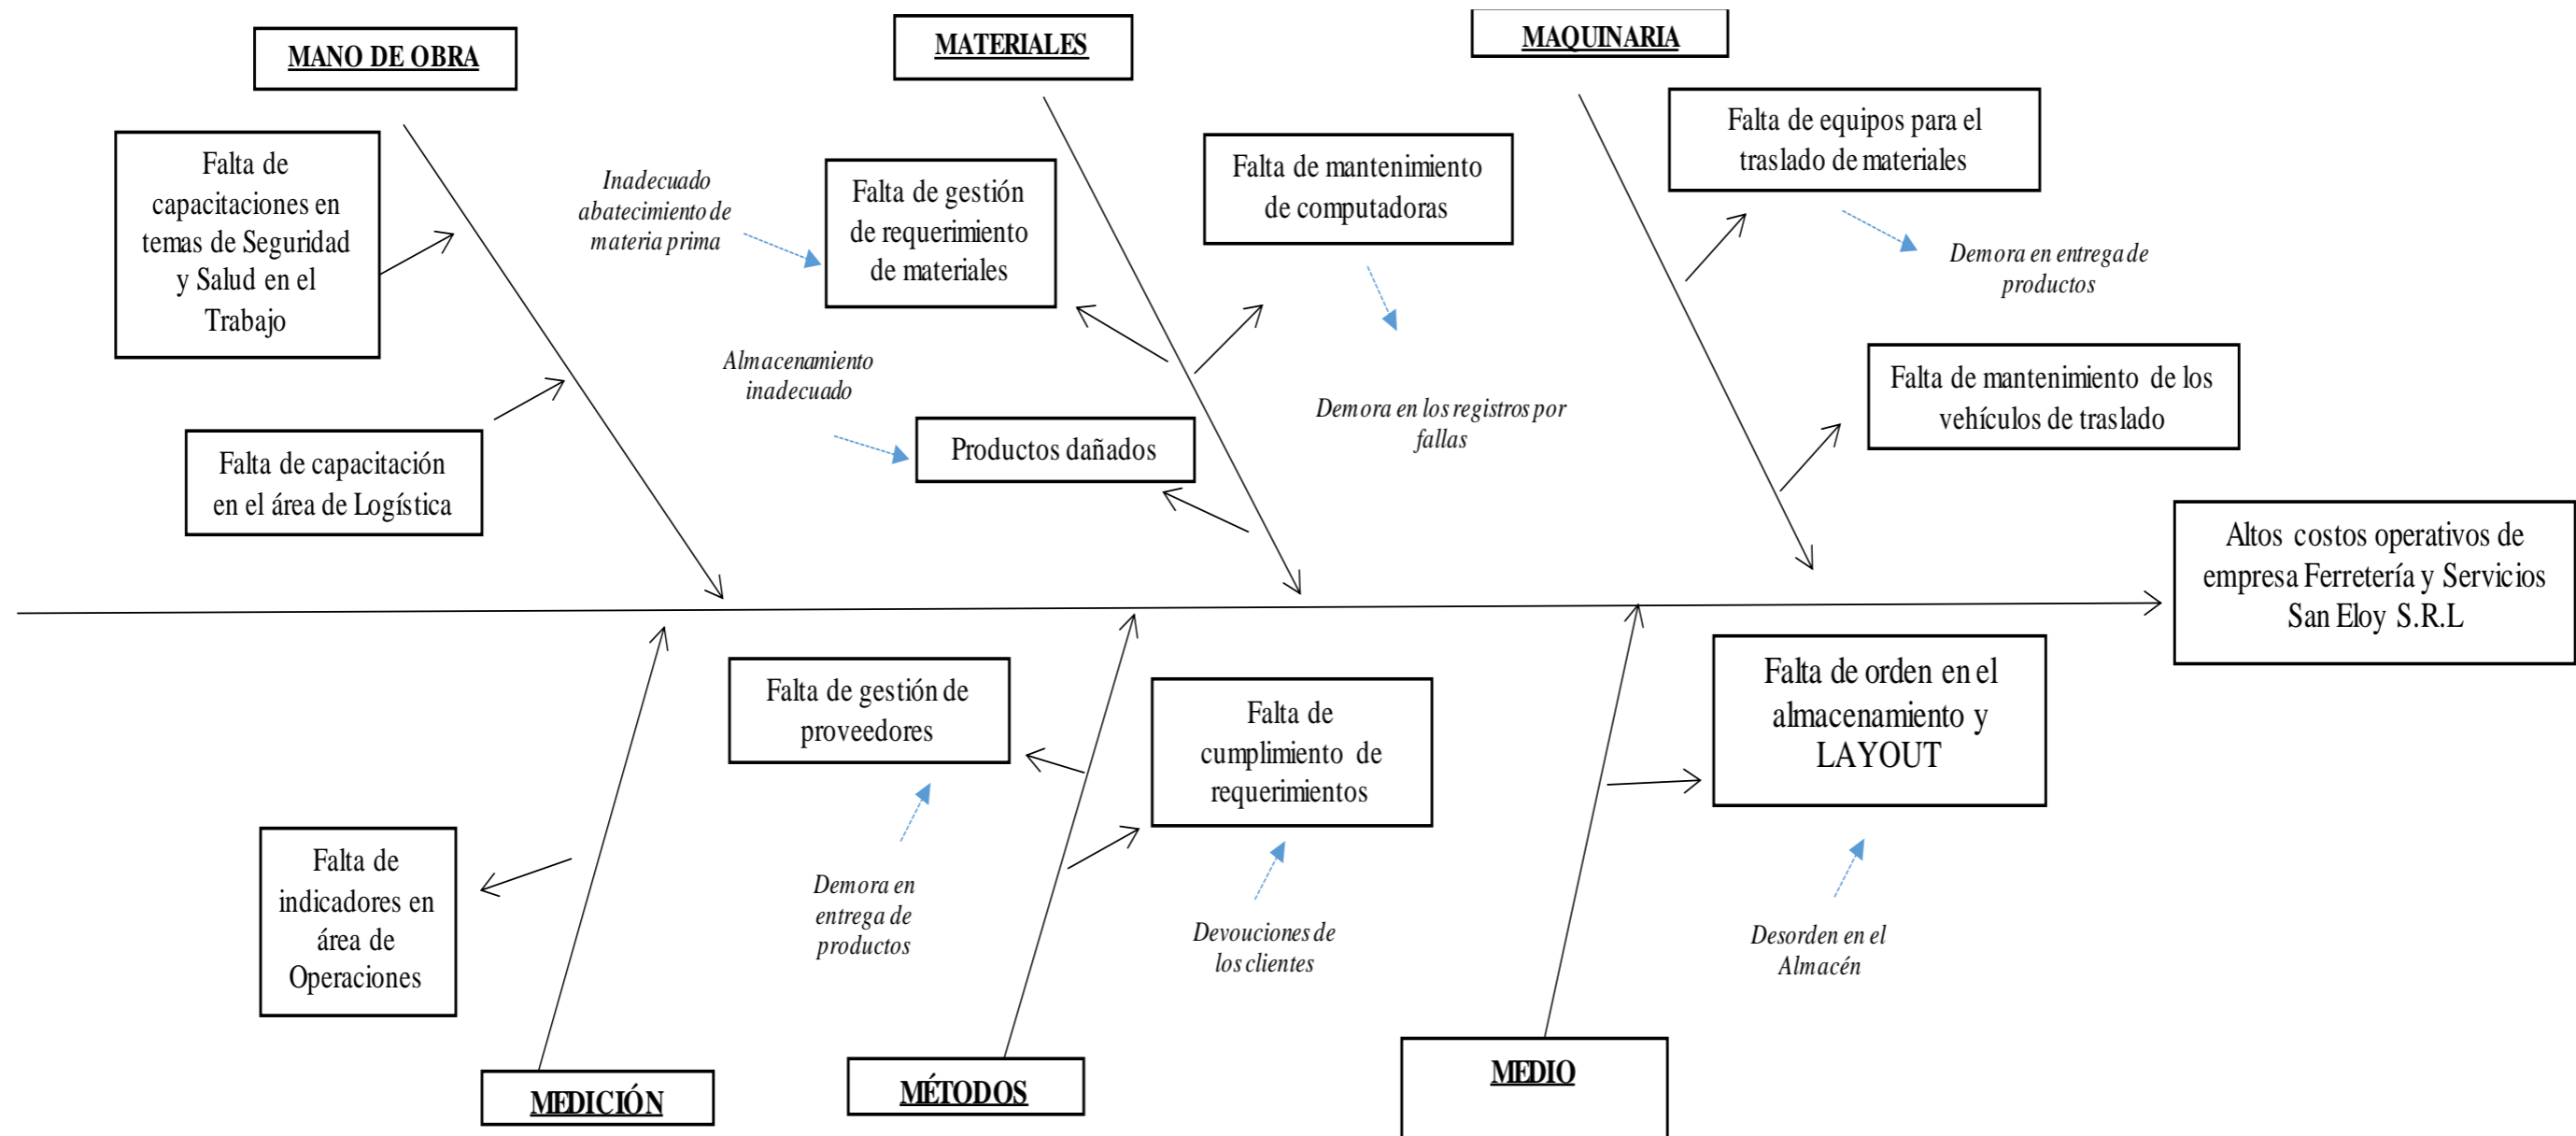 MANO DE OBRA
MATERIALES
MAQUINARIA
Falta de
capacitaciones en
temas de Seguridad
y Salud en el
Trabajo
Falta de capacitación
en el área de Logística
Inadecuado
abatecimiento de
materia prima
Falta de gestión
de requerimiento
de materiales
Almacenamiento
inadecuado
Productos dañados
Falta de mantenimiento
de computadoras
Demora en los registros por
fallas
Falta de equipos para el
traslado de materiales
Demora en entrega de
productos
Falta de mantenimiento de los
vehículos de traslado
Altos costos operativos de
empresa Ferretería y Servicios
San Eloy S.R.L
Falta de indicadores en
área de
Operaciones
Falta de gestión de
proveedores
Demora en
entrega de
productos
Falta de
cumplimiento de
requerimientos
Devouciones de
los clientes
Falta de orden en el
almacenamiento y
LAYOUT
Desorden en el
Almacén
MEDICIÓN
MÉTODOS
MEDIO